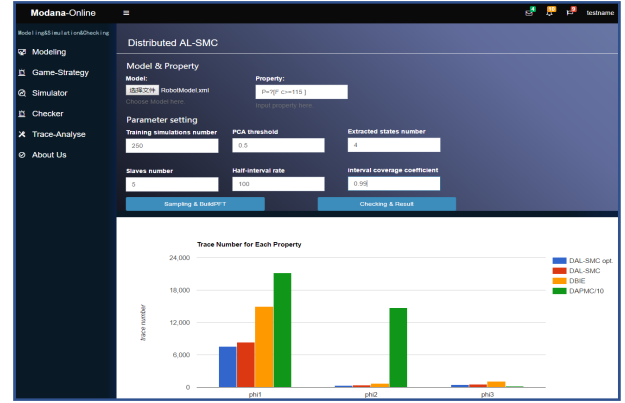 Modana-Online
4
10
9
testname
Modeling&Simulation&Checking
Modeling
Game-Strategy
Simulator
Checker
Trace-Analyse
About Us
Distributed AL-SMC
Model & Property
Model:
Property:
选择文件 RobotModel.xml
P=?[F c>=115 ]
Choose Model here
Input property here
Parameter setting
Training simulations number
PCA threshold
Extracted states number
250
0.5
4
Slaves number
Half-interval rate
Interval coverage coefficient
5
100
0.99
Sampling & BuildPFT
Checking & Result
Trace Number for Each Property
24,000
18,000
12,000
6,000
0
trace number
phi1
phi2
phi3
DAL-SMC opt.
DAL-SMC
DBIE
DAPMC/10